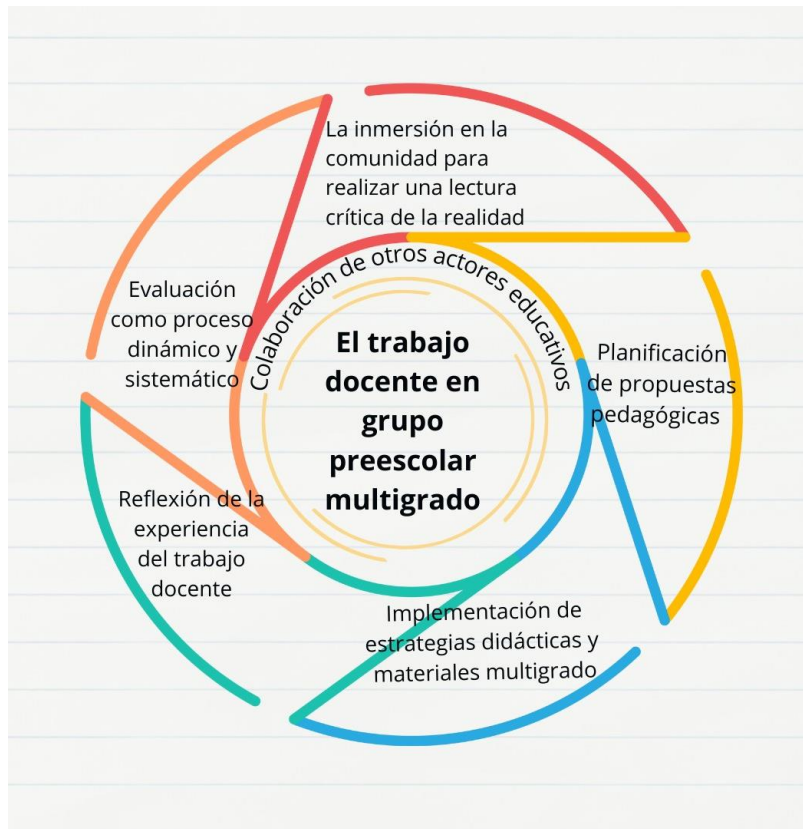 La inmersión en la
comunidad para
realizar una lectura
crítica de la realidad
Colaboración de otros actores educativos
Evaluación
como proceso
dinámico y
sistemático
El trabajo
docente en
grupo
preescolar
multigrado
Planificación
de propuestas
pedagógicas
Reflexión de la
experiencia
del trabajo
docente
Implementación de
estrategias didácticas y
materiales multigrado